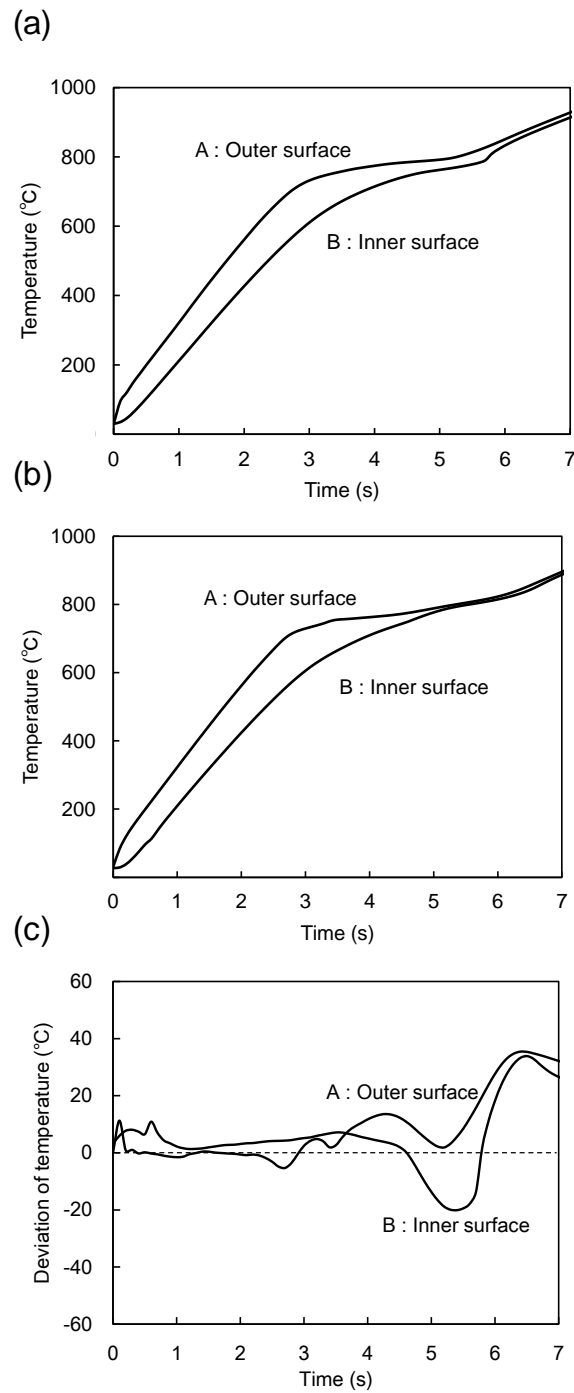 (a)
1000
800
600
400
200
0 1 2 3 4 5 6 7
Temperature (°C)
Time (s)
A : Outer surface
B : Inner surface
(b)
1000
800
600
400
200
0 1 2 3 4 5 6 7
Temperature (°C)
Time (s)
A : Outer surface
B : Inner surface
(c)
60
40
20
0
-20
-40
-60
0 1 2 3 4 5 6 7
Deviation of temperature (°C)
Time (s)
A : Outer surface
B : Inner surface